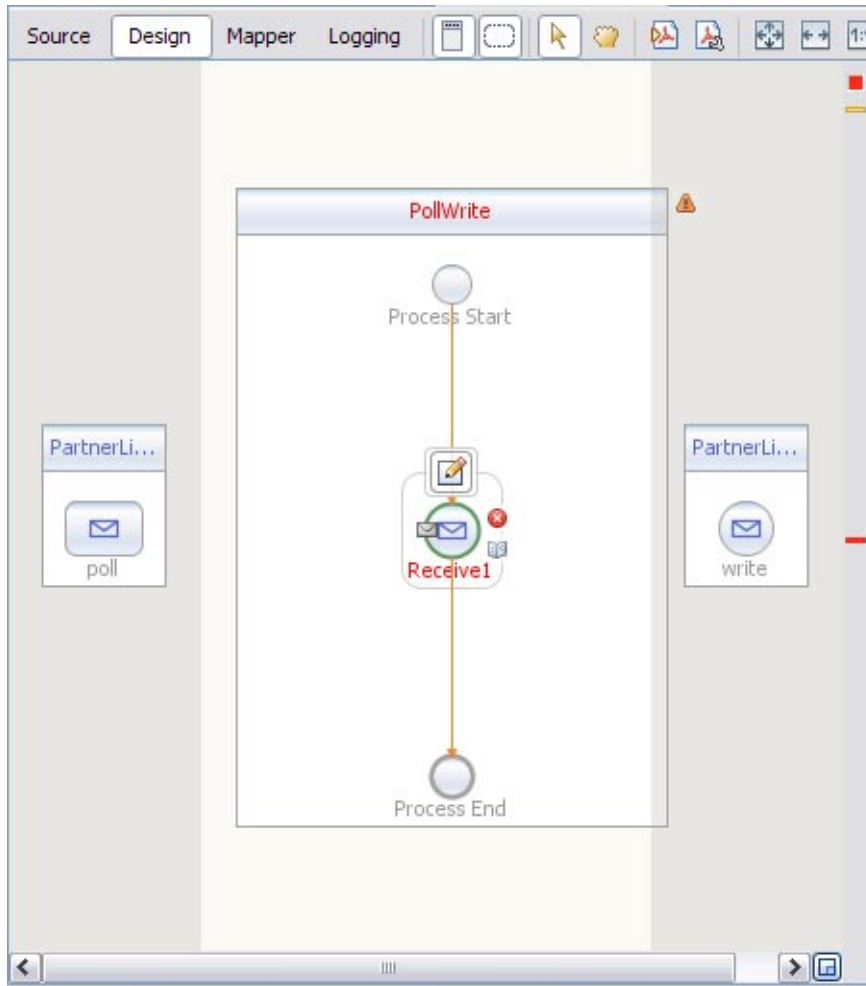 Source Design Mapper Logging
PollWrite
Process Start
PartnerLi...
poll
Receive1
PartnerLi...
write
Process End